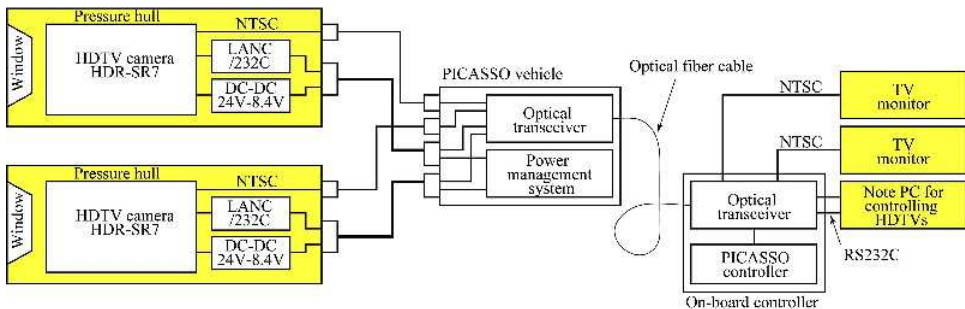 Pressure hull
Window
HDTV camera
HDR-SR7
NTSC
LANC
/232C
DC-DC
24V-8.4V
Pressure hull
Window
HDTV camera
HDR-SR7
NTSC
LANC
/232C
DC-DC
24V-8.4V
PICASSO vehicle
Optical
transceiver
Power
management
system
Optical fiber cable
NTSC
TV
monitor
NTSC
TV
monitor
Optical
transceiver
Note PC for
controlling
HDTVs
RS232C
PICASSO
controller
On-board controller